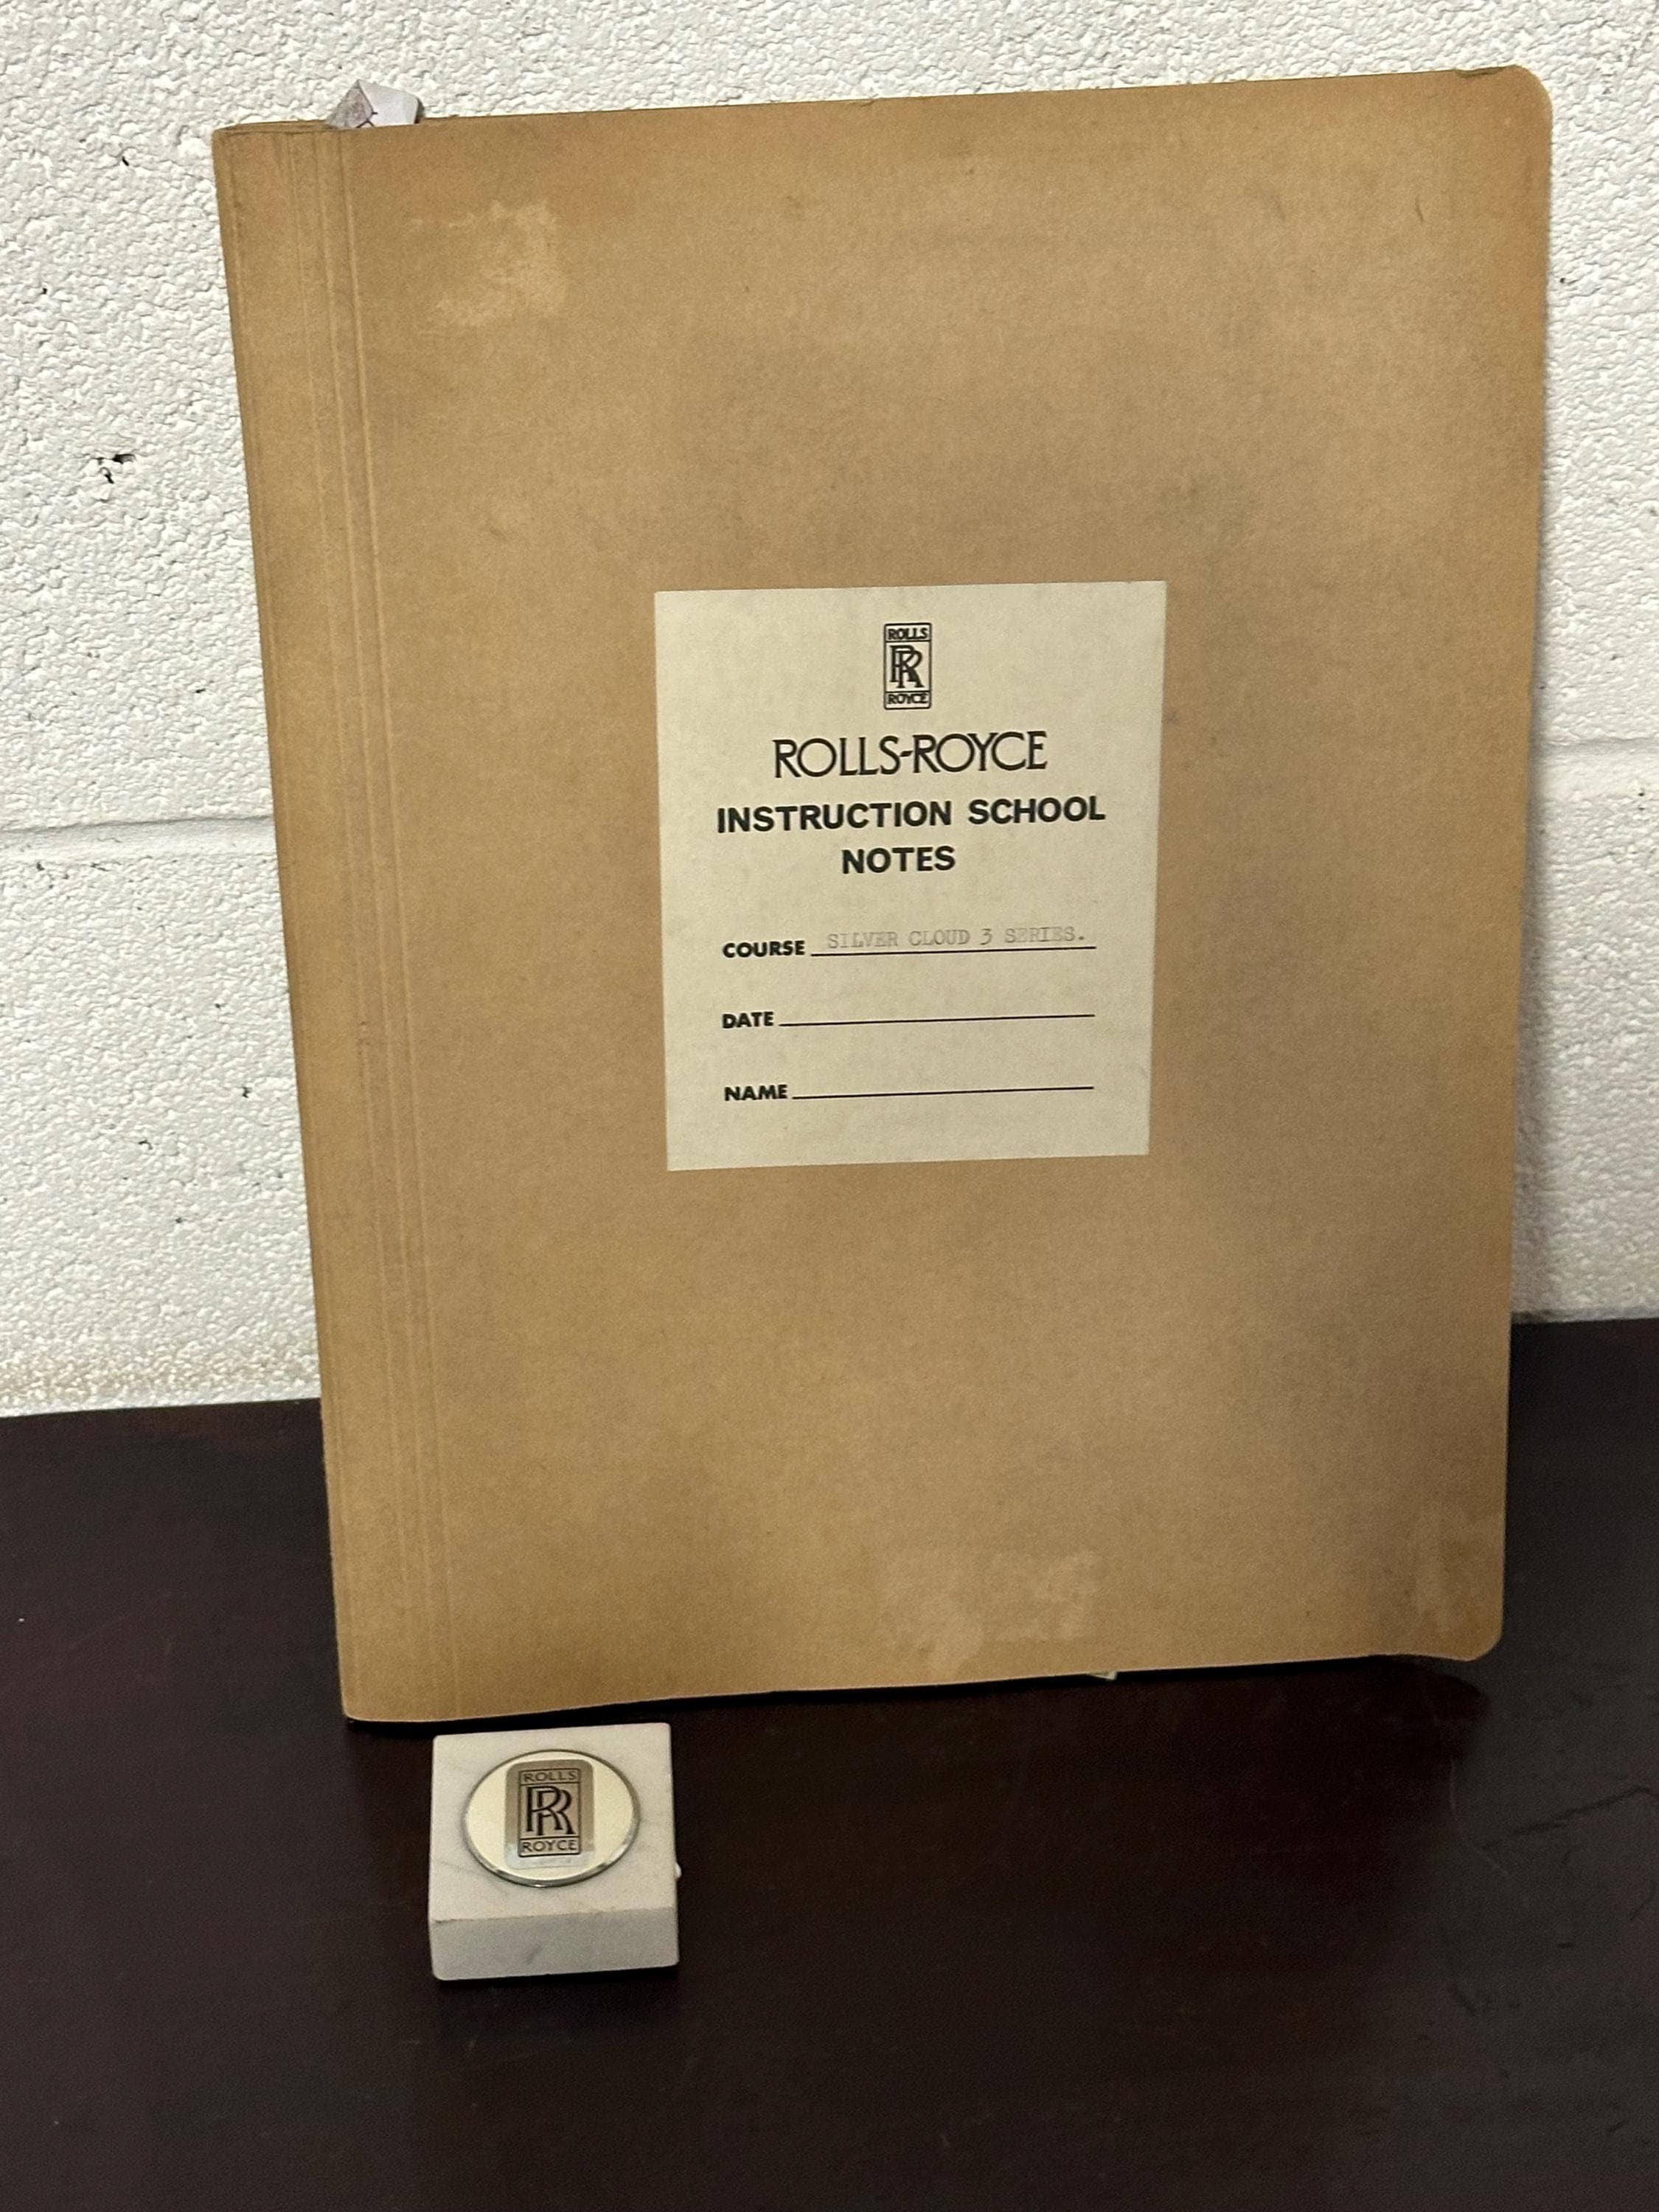 ROLLS
RR
ROYCE
ROLLS-ROYCE
INSTRUCTION SCHOOL
NOTES
COURSE SILVER CLOUD 3 SERIES.
DATE
NAME
ROLLS
RR
ROYCE